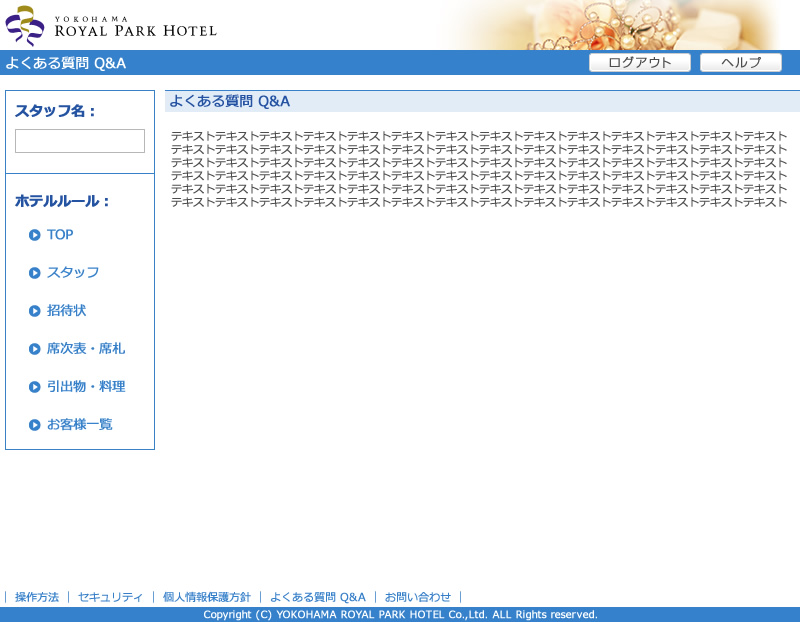 YOKOHAMA
ROYAL PARK HOTEL
よくある質問 Q&A
ログアウト
ヘルプ
スタッフ名：
ホテルルール：
TOP
スタッフ
招待状
席次表・席札
引出物・料理
お客様一覧
よくある質問 Q&A
テキストテキストテキストテキストテキストテキストテキストテキストテキストテキストテキストテキストテキストテキスト
テキストテキストテキストテキストテキストテキストテキストテキストテキストテキストテキストテキストテキストテキスト
テキストテキストテキストテキストテキストテキストテキストテキストテキストテキストテキストテキストテキストテキスト
テキストテキストテキストテキストテキストテキストテキストテキストテキストテキストテキストテキストテキストテキスト
テキストテキストテキストテキストテキストテキストテキストテキストテキストテキストテキストテキストテキストテキスト
テキストテキストテキストテキストテキストテキストテキストテキストテキストテキストテキストテキストテキストテキスト
｜ 操作方法 ｜ セキュリティ ｜ 個人情報保護方針 ｜ よくある質問 Q&A ｜ お問い合わせ ｜
Copyright (C) YOKOHAMA ROYAL PARK HOTEL Co.,Ltd. ALL Rights reserved.